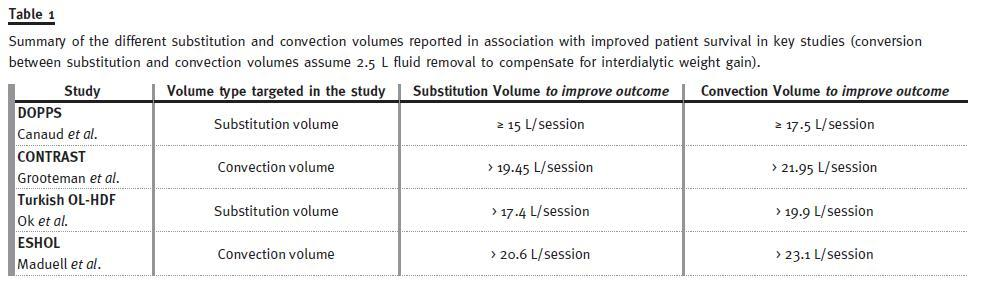 Table 1
Summary of the different substitution and convection volumes reported in association with improved patient survival in key studies (conversion
between substitution and convection volumes assume 2.5 L fluid removal to compensate for interdialytic weight gain).
Study Volume type targeted in the study Substitution Volume to improve outcome Convection Volume to improve outcome
DOPPS
Canaud et al. Substitution volume ≥ 15 L/session ≥ 17.5 L/session
CONTRAST
Grooteman et al. Convection volume > 19.45 L/session > 21.95 L/session
Turkish OL-HDF
Ok et al. Substitution volume > 17.4 L/session > 19.9 L/session
ESHOL
Maduell et al. Convection volume > 20.6 L/session > 23.1 L/session